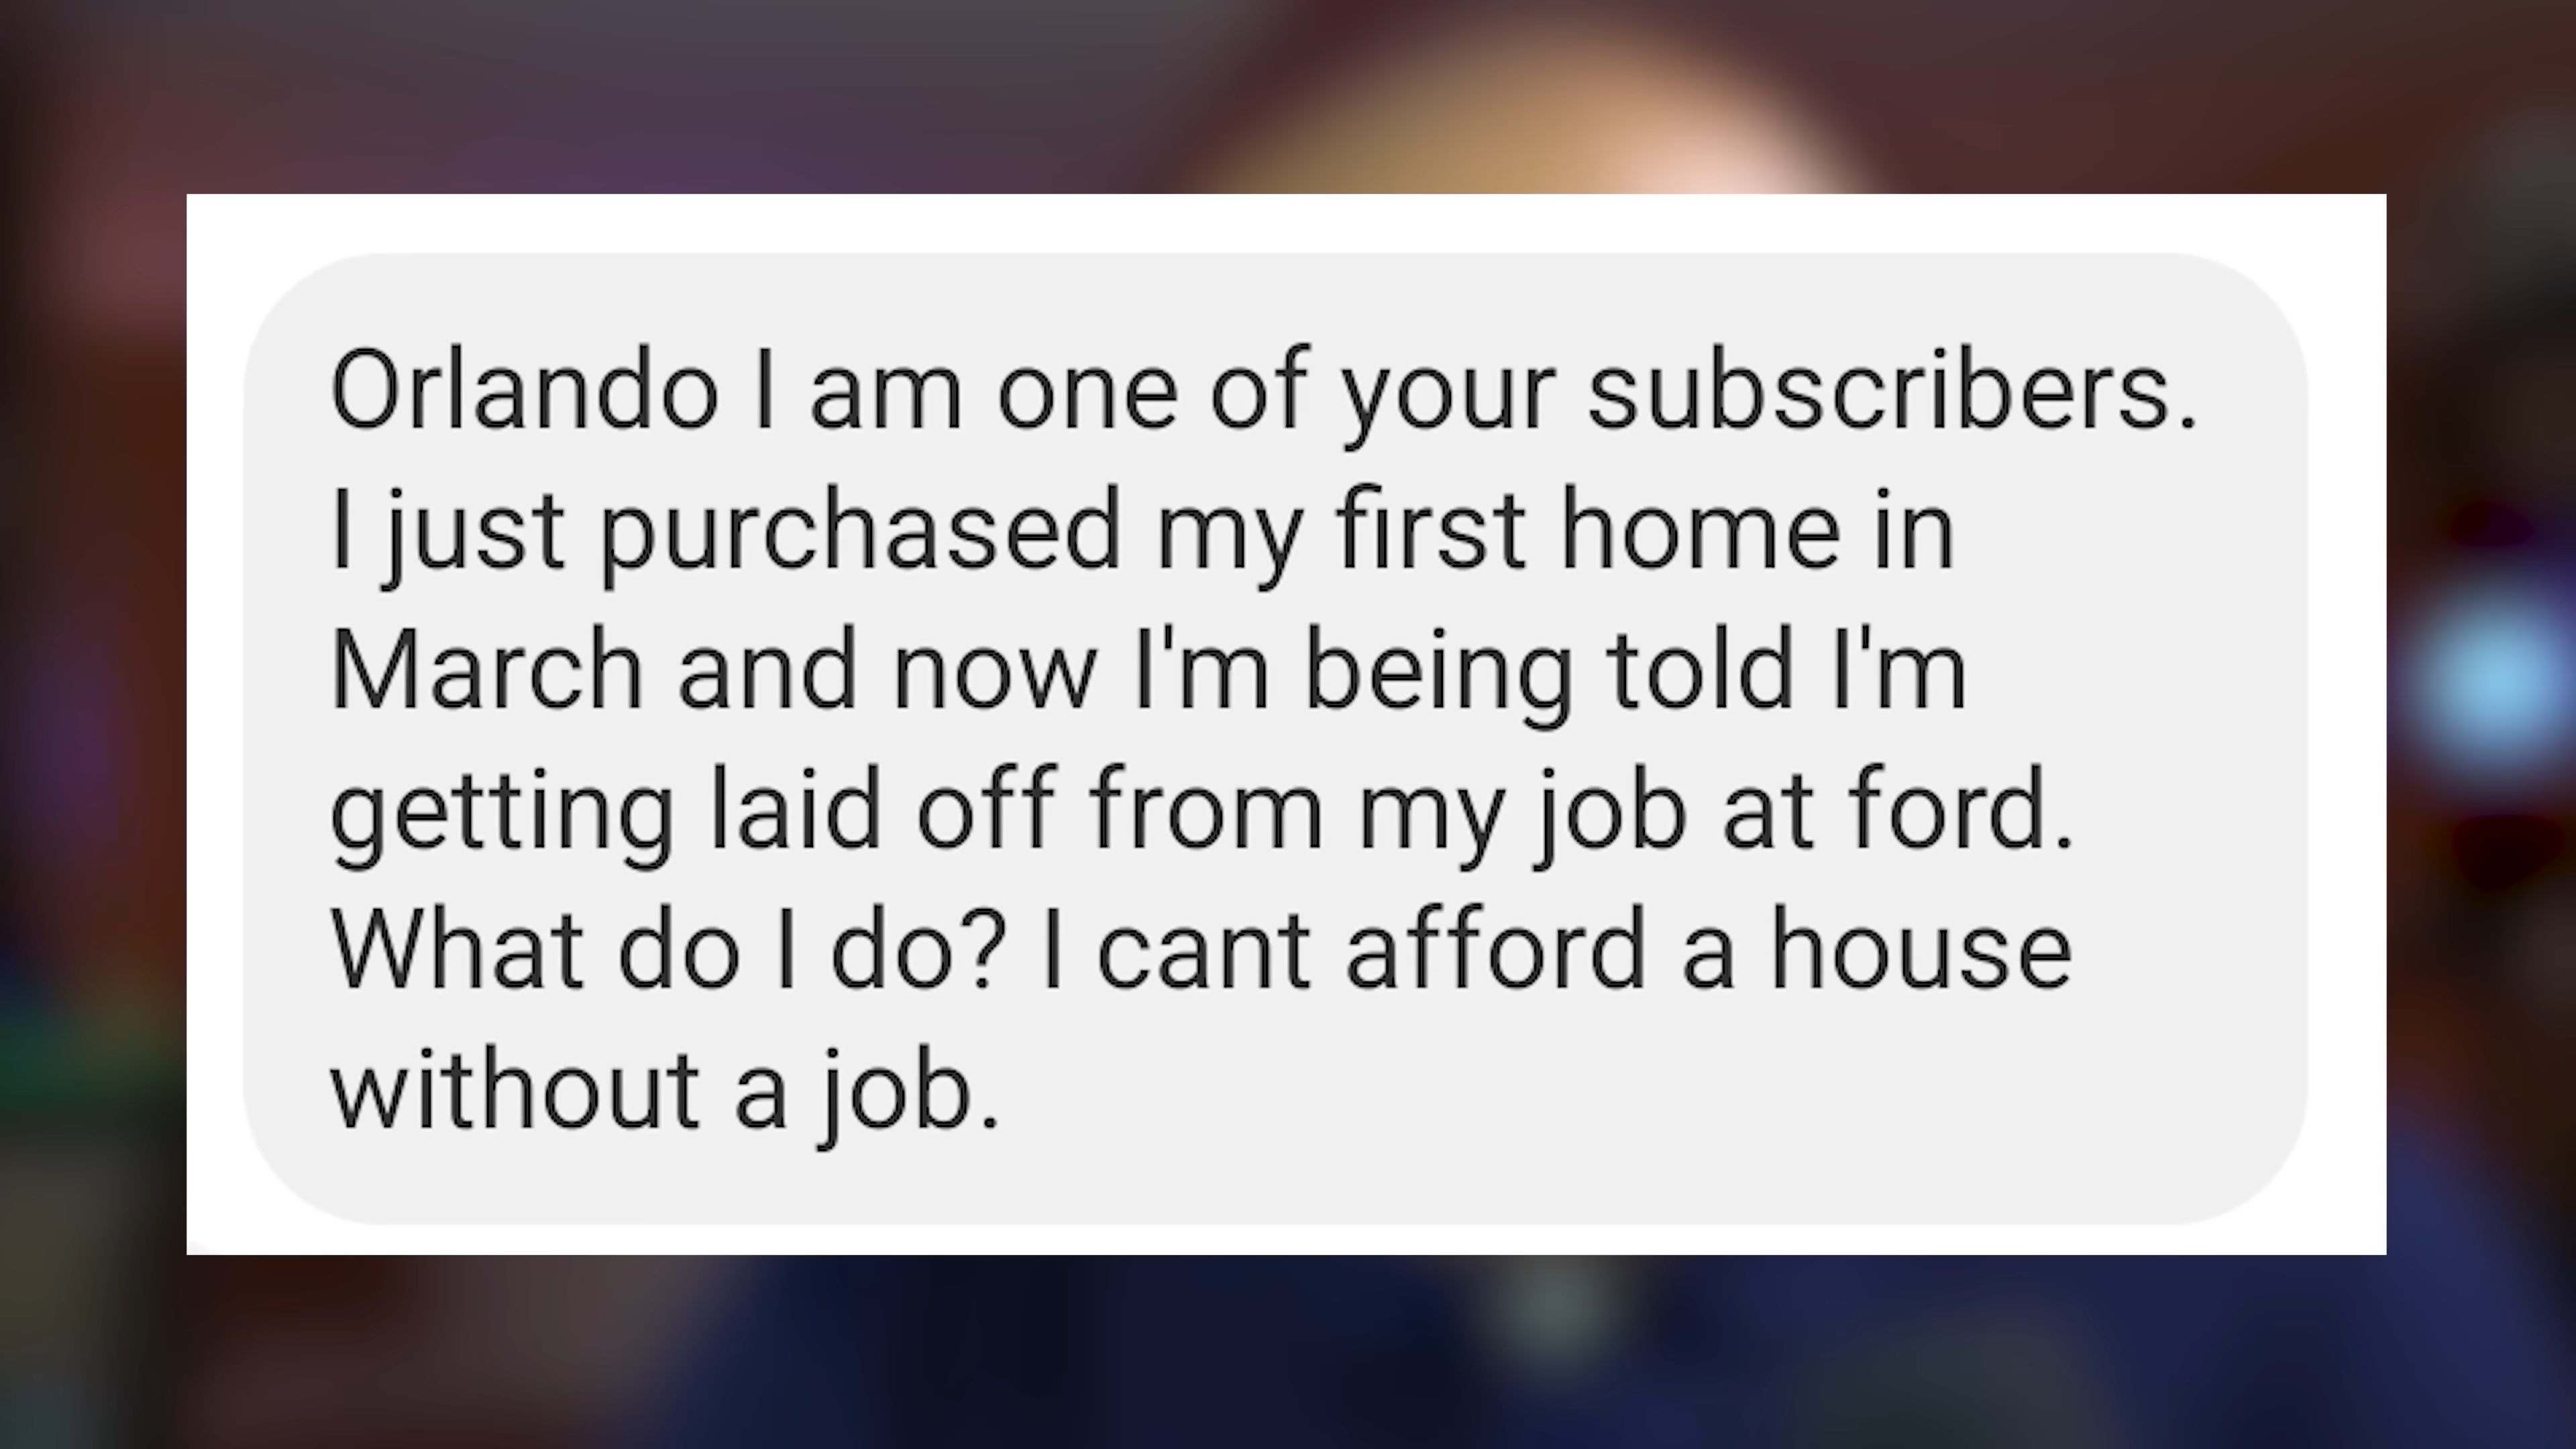 Orlando I am one of your subscribers.
I just purchased my first home in
March and now I'm being told I'm
getting laid off from my job at ford.
What do I do? I cant afford a house
without a job.